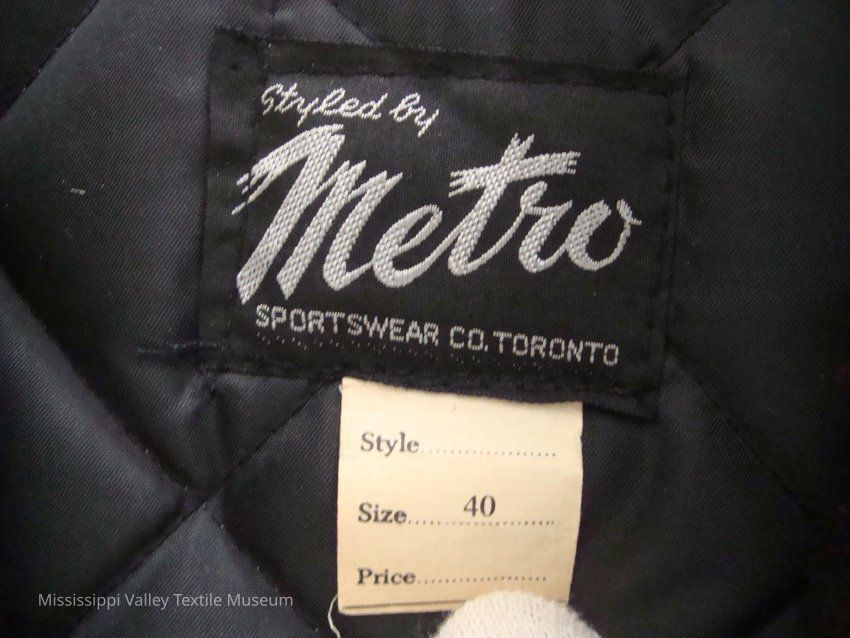 Styled by
Metro
SPORTSWEAR CO. TORONTO
Style....................
Size........40........
Price....................
Mississippi Valley Textile Museum